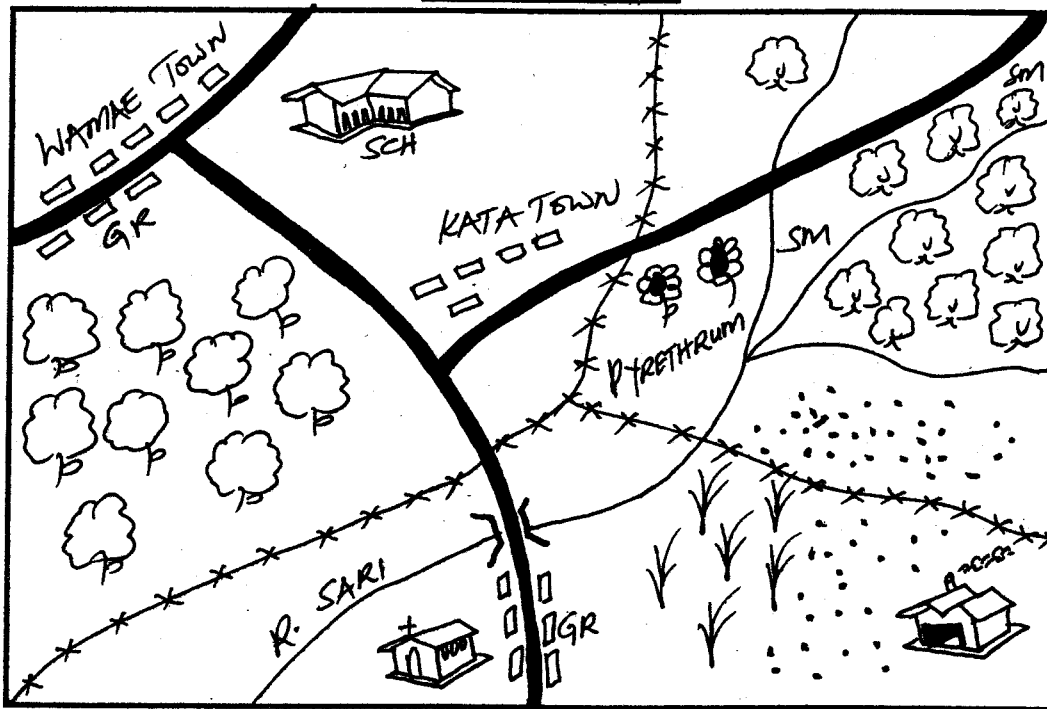 WAMAE TOWN
SCH
SM
GR
KATA TOWN
SM
PYRETHRUM
R. SARI
GR